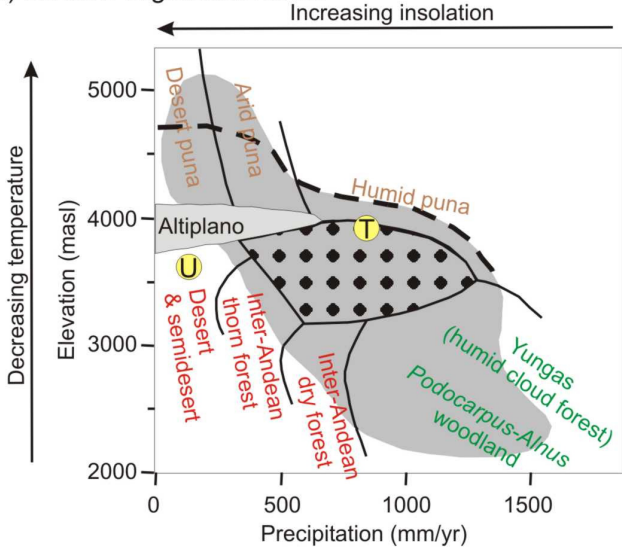 Increasing insolation
Decreasing temperature
Elevation (masl)
5000
4000
3000
2000
Desert puna
Arid puna
Humid puna
Altiplano
T
U
Desert
& semidesert
Inter-Andean
thorn forest
Inter-Andean
dry forest
Yungas
(humid cloud forest)
Podocarpus-Alnus
woodland
0
500
1000
1500
Precipitation (mm/yr)